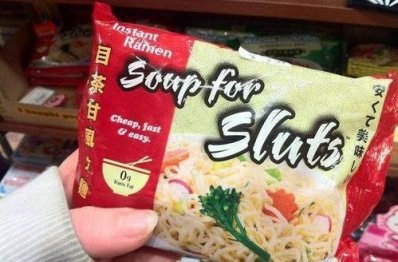 Instant
Ramen
Soup for
Sluts
Cheap, fast
& easy.
0g
Trans Fat
安くて美味し